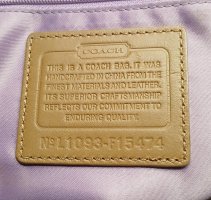 COACH
THIS IS A COACH BAG. IT WAS
HANDCRAFTED IN CHINA FROM THE
FINEST MATERIALS AND LEATHER.
ITS SUPERIOR CRAFTSMANSHIP
REFLECTS OUR COMMITMENT TO
ENDURING QUALITY.
Nº L1093-F15474